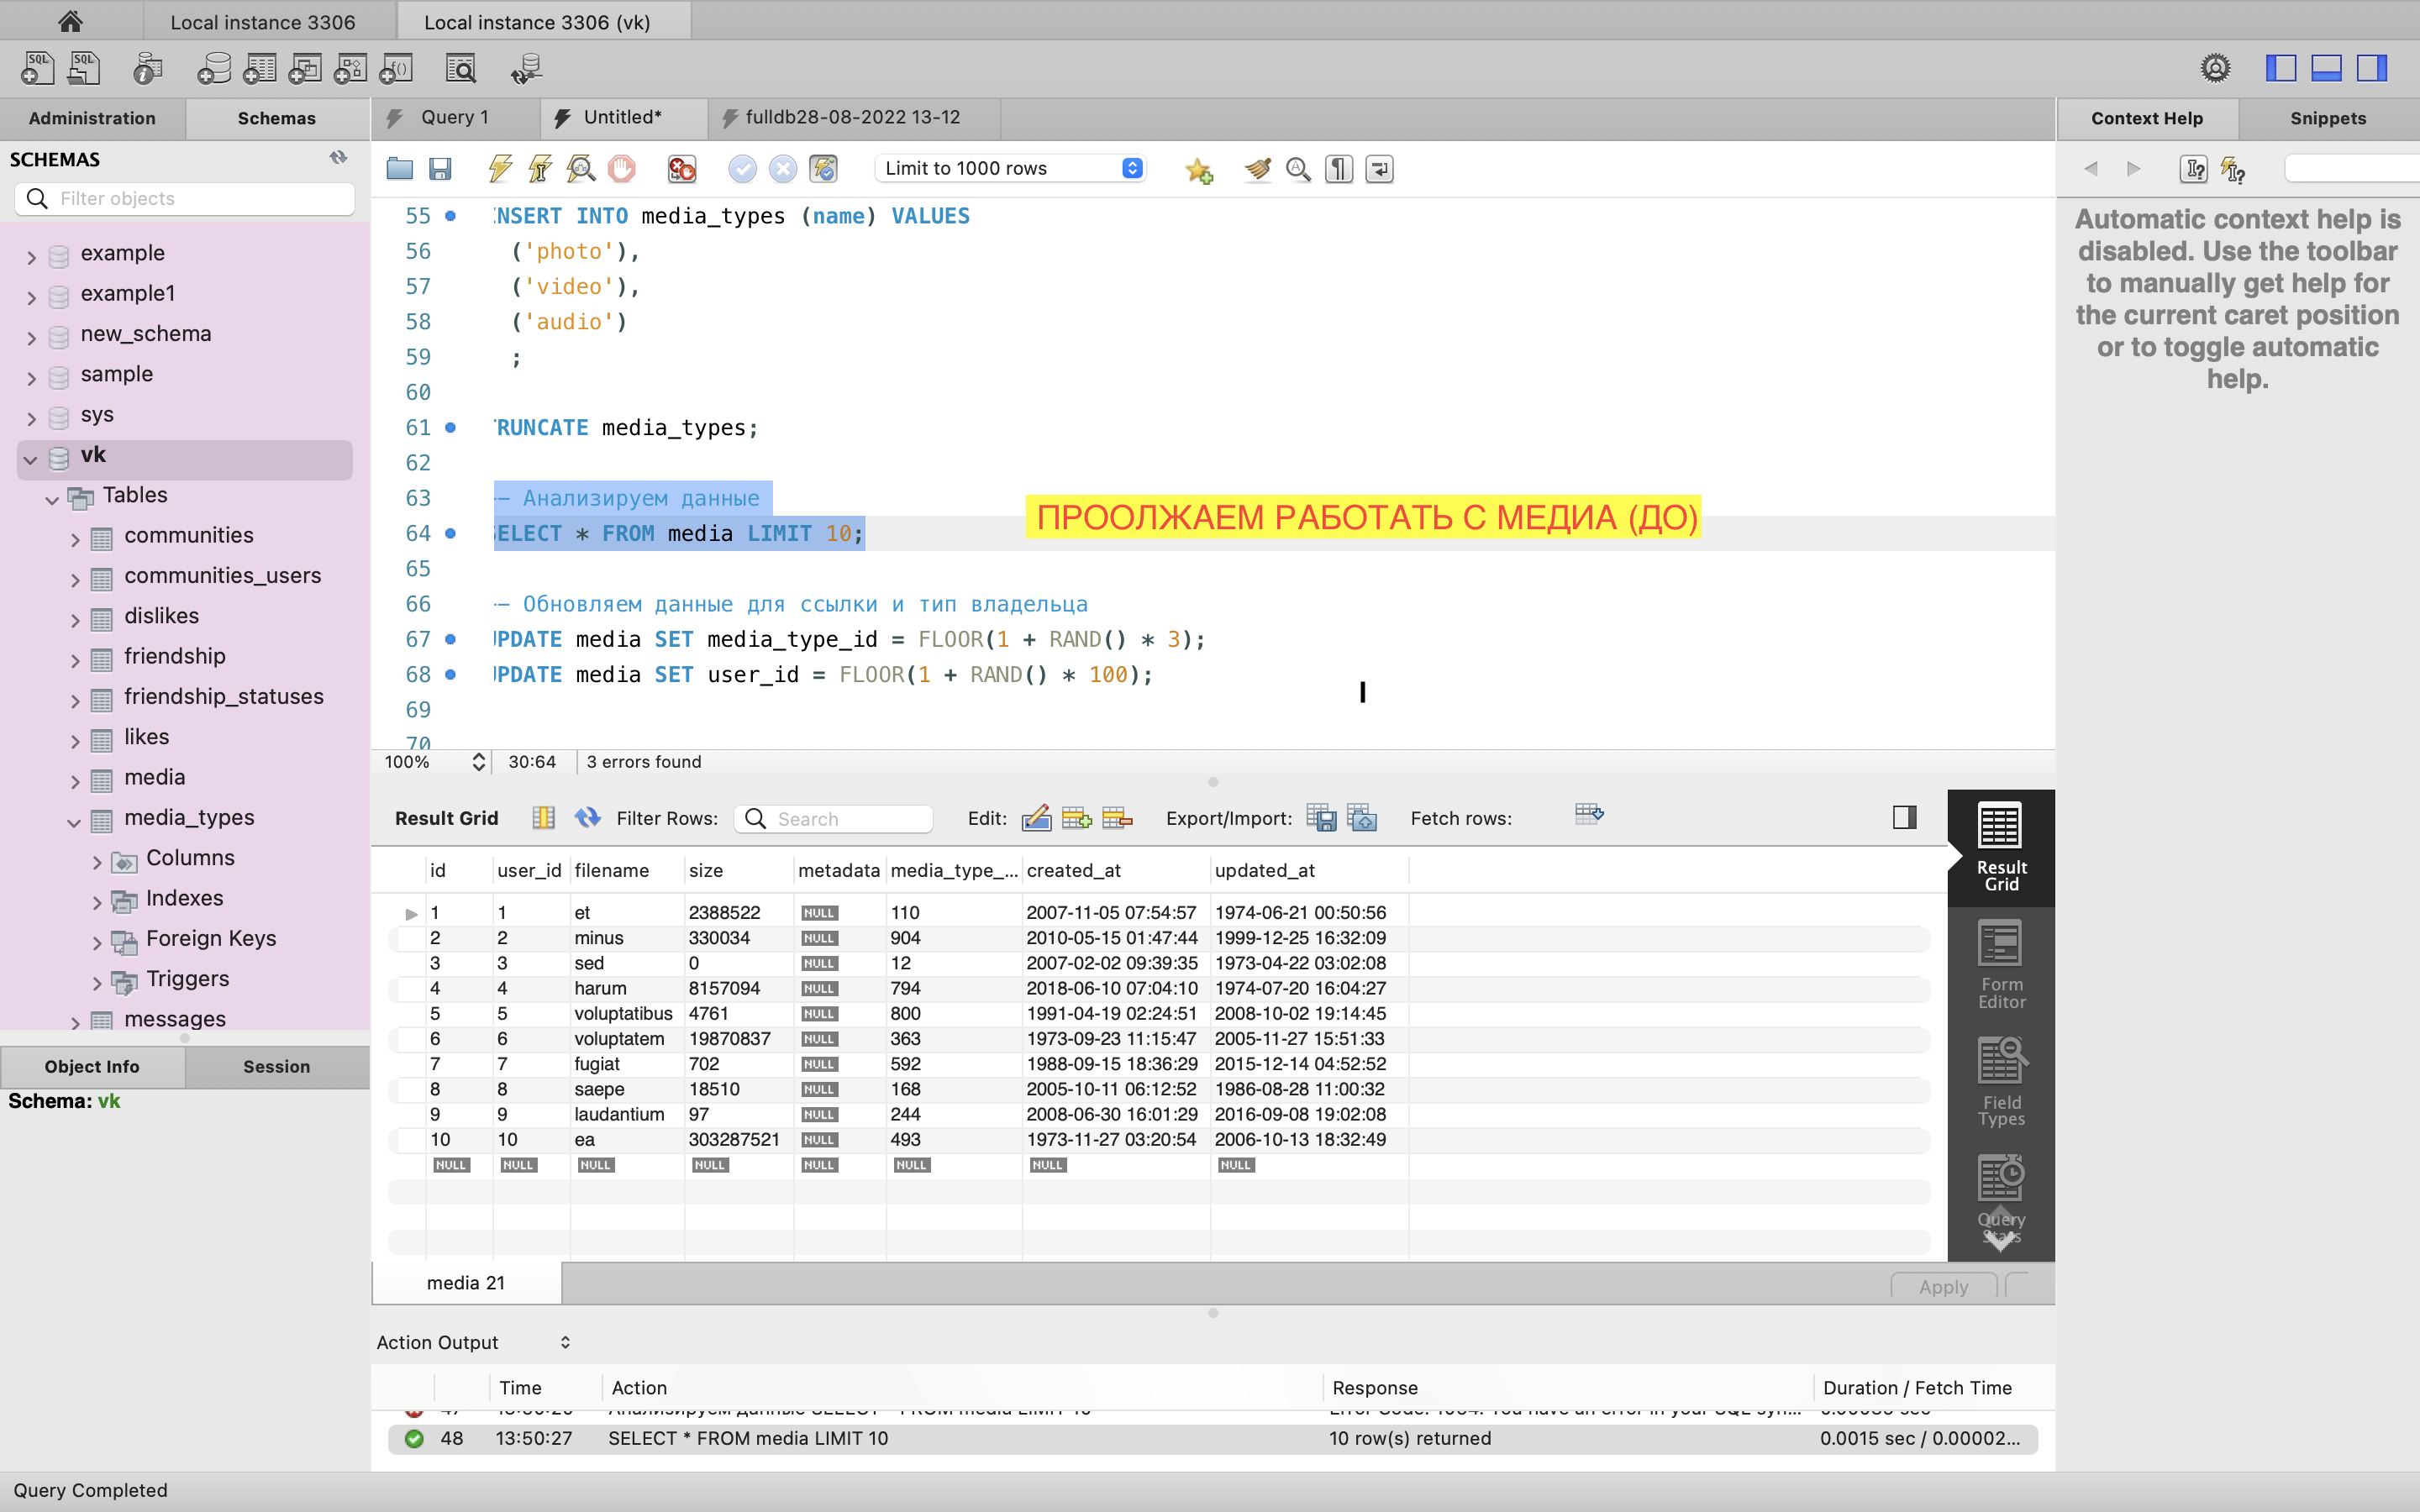 Local instance 3306
Local instance 3306 (vk)
Administration
Schemas
Query 1
Untitled*
fulldb28-08-2022 13-12
Context Help
Snippets
SCHEMAS
Filter objects
Limit to 1000 rows
example
example1
new_schema
sample
sys
vk
Tables
communities
communities_users
dislikes
friendship
friendship_statuses
likes
media
media_types
Columns
Indexes
Foreign Keys
Triggers
messages
Object Info
Session
Schema: vk
55 NSERT INTO media_types (name) VALUES
56 ('photo'),
57 ('video'),
58 ('audio')
59 ;
60
61 RUNCATE media_types;
62
63 -- Анализируем данные
64 SELECT * FROM media LIMIT 10;
65
66 -- Обновляем данные для ссылки и тип владельца
67 UPDATE media SET media_type_id = FLOOR(1 + RAND() * 3);
68 UPDATE media SET user_id = FLOOR(1 + RAND() * 100);
69
70
ПРООЛЖАЕМ РАБОТАТЬ С МЕДИА (ДО)
Automatic context help is
disabled. Use the toolbar
to manually get help for
the current caret position
or to toggle automatic
help.
100% 30:64 3 errors found
Result Grid Filter Rows: Search Edit: Export/Import: Fetch rows:
id user_id filename size metadata media_type_... created_at updated_at
1 1 et 2388522 NULL 110 2007-11-05 07:54:57 1974-06-21 00:50:56
2 2 minus 330034 NULL 904 2010-05-15 01:47:44 1999-12-25 16:32:09
3 3 sed 0 NULL 12 2007-02-02 09:39:35 1973-04-22 03:02:08
4 4 harum 8157094 NULL 794 2018-06-10 07:04:10 1974-07-20 16:04:27
5 5 voluptatibus 4761 NULL 800 1991-04-19 02:24:51 2008-10-02 19:14:45
6 6 voluptatem 19870837 NULL 363 1973-09-23 11:15:47 2005-11-27 15:51:33
7 7 fugiat 702 NULL 592 1988-09-15 18:36:29 2015-12-14 04:52:52
8 8 saepe 18510 NULL 168 2005-10-11 06:12:52 1986-08-28 11:00:32
9 9 laudantium 97 NULL 244 2008-06-30 16:01:29 2016-09-08 19:02:08
10 10 ea 303287521 NULL 493 1973-11-27 03:20:54 2006-10-13 18:32:49
NULL NULL NULL NULL NULL NULL NULL NULL
Result
Grid
Form
Editor
Field
Types
Query
Stats
media 21
Apply
Action Output
Time Action Response Duration / Fetch Time
48 13:50:27 SELECT * FROM media LIMIT 10 10 row(s) returned 0.0015 sec / 0.00002...
Query Completed